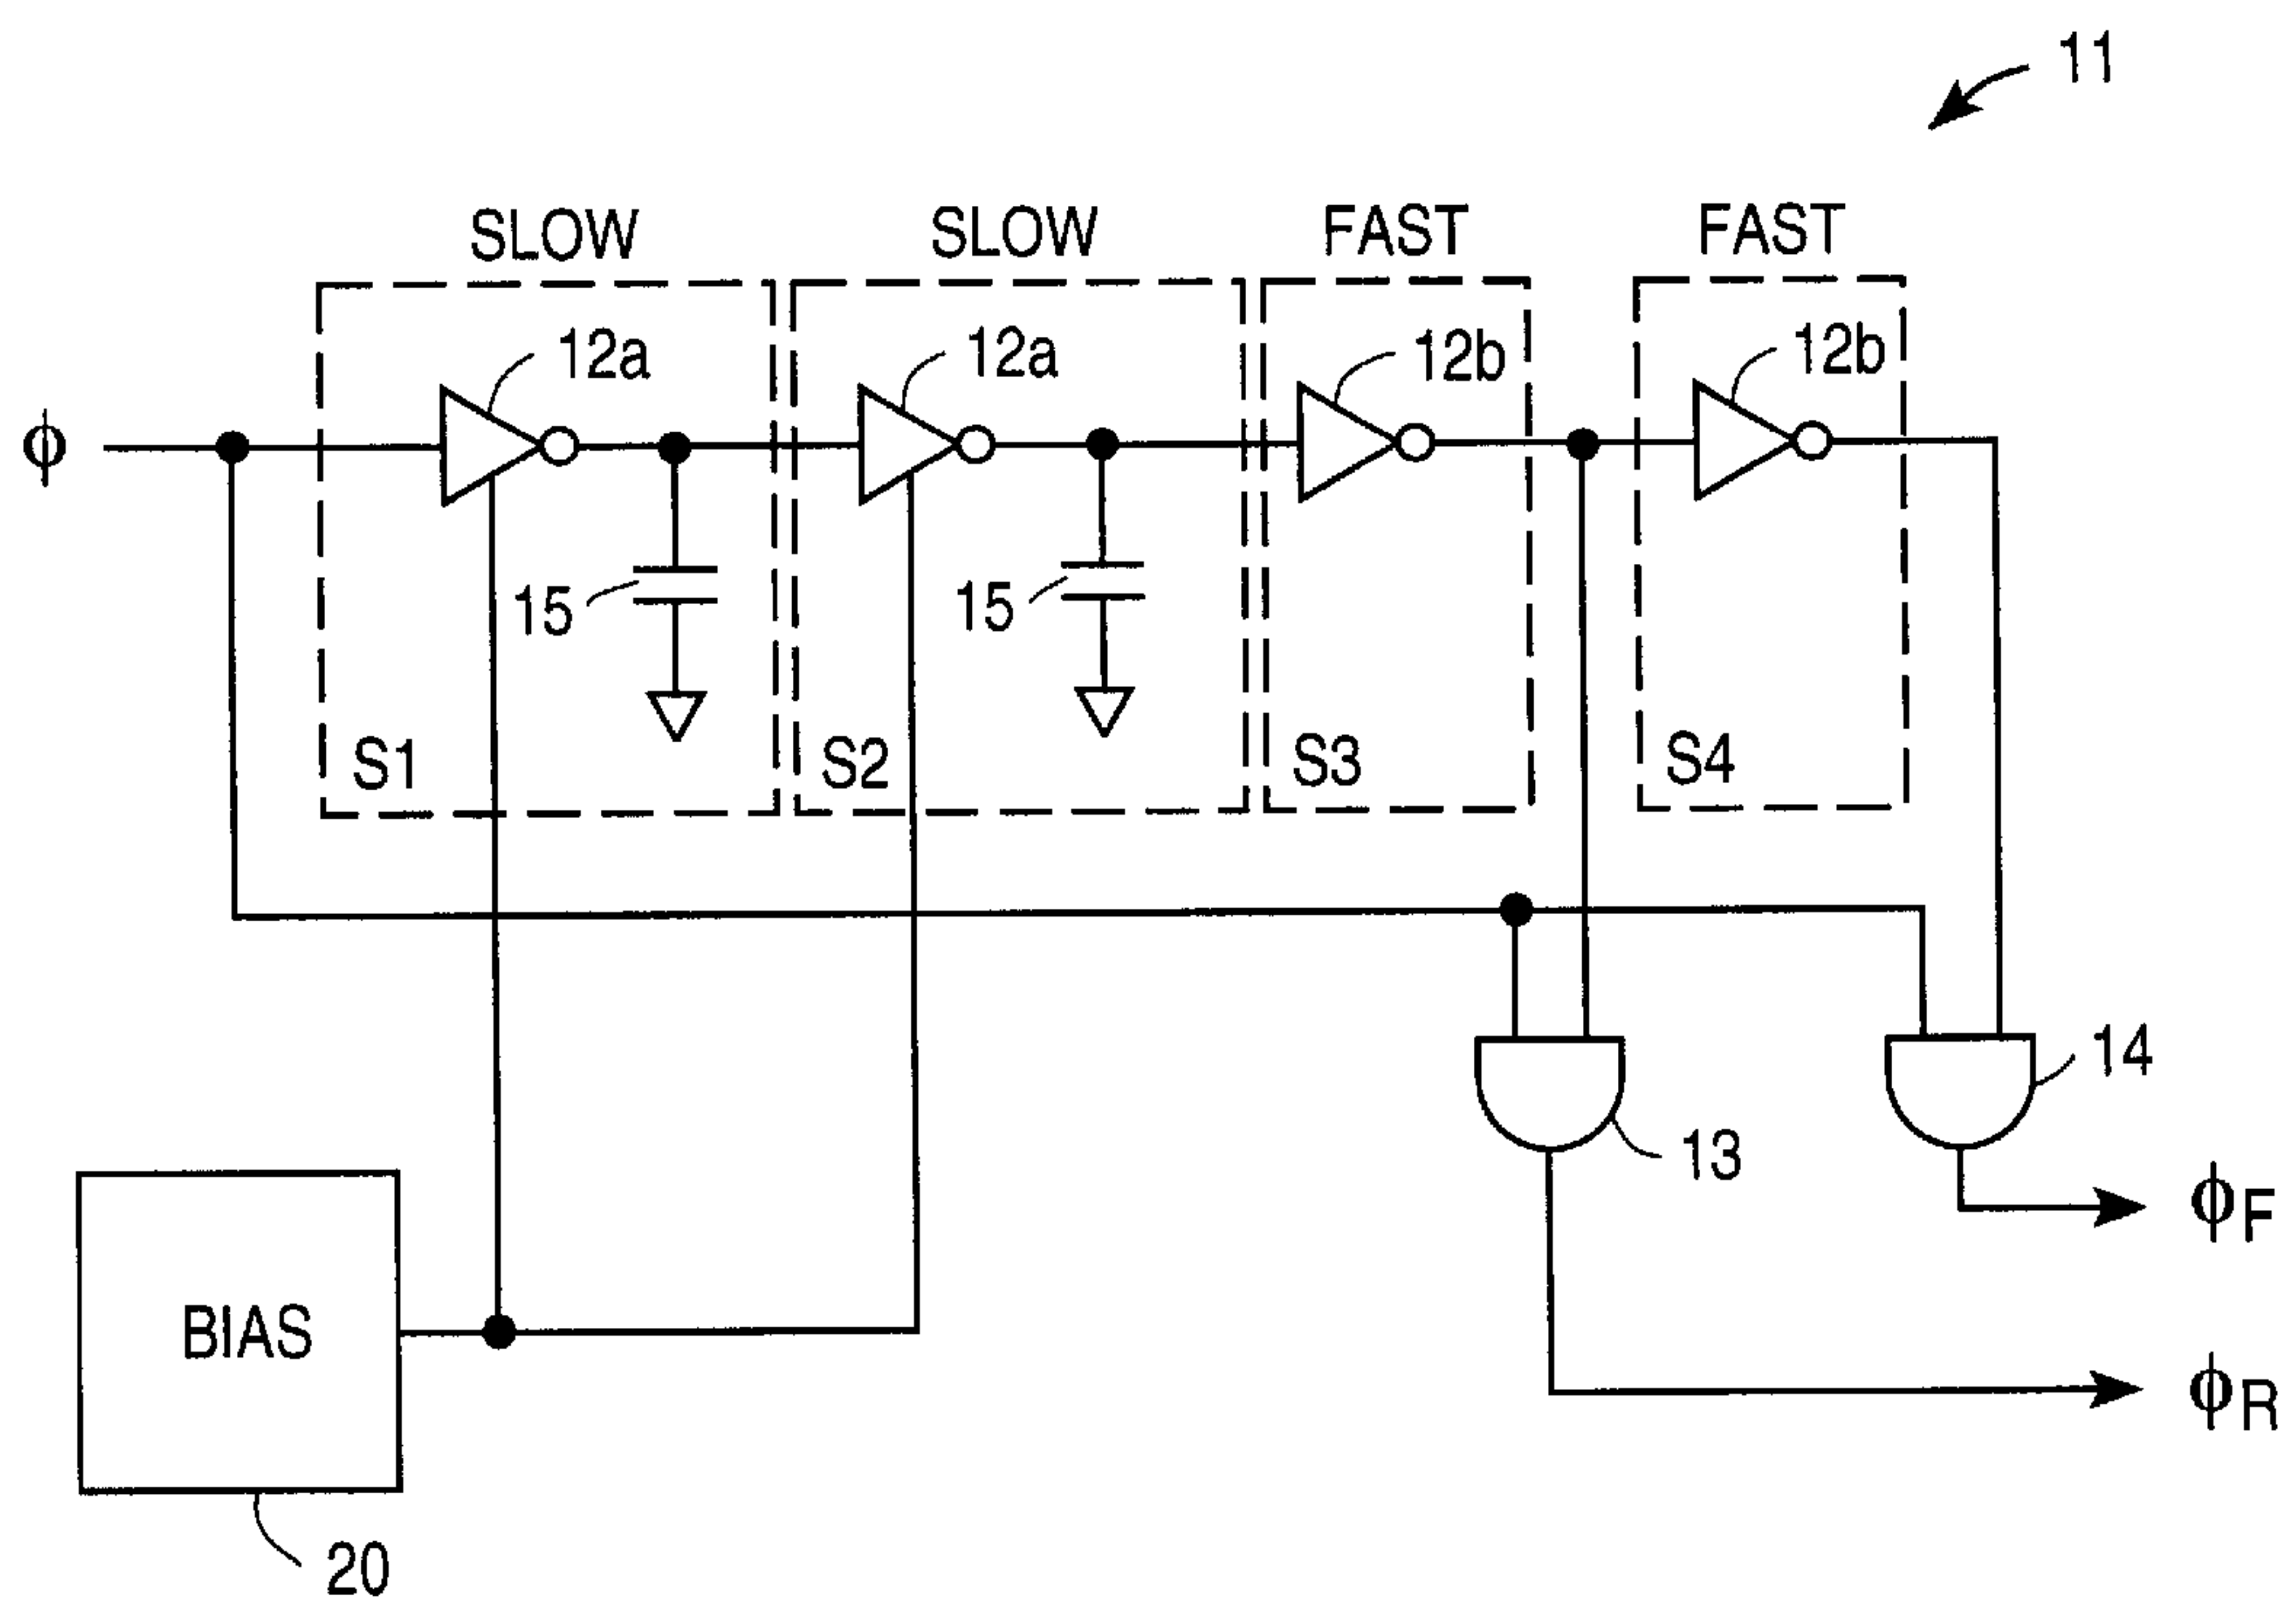 11
SLOW SLOW FAST FAST
12a 12a 12b 12b
ϕ
15 15
S1 S2 S3 S4
14
13
ϕF
BIAS
ϕR
20